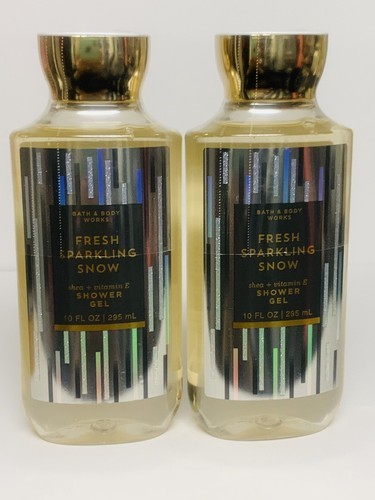 BATH & BODY
WORKS
FRESH
SPARKLING
SNOW
shea + vitamin E
SHOWER
GEL
10 FL OZ | 295 mL
BATH & BODY
WORKS
FRESH
SPARKLING
SNOW
shea + vitamin E
SHOWER
GEL
10 FL OZ | 295 mL